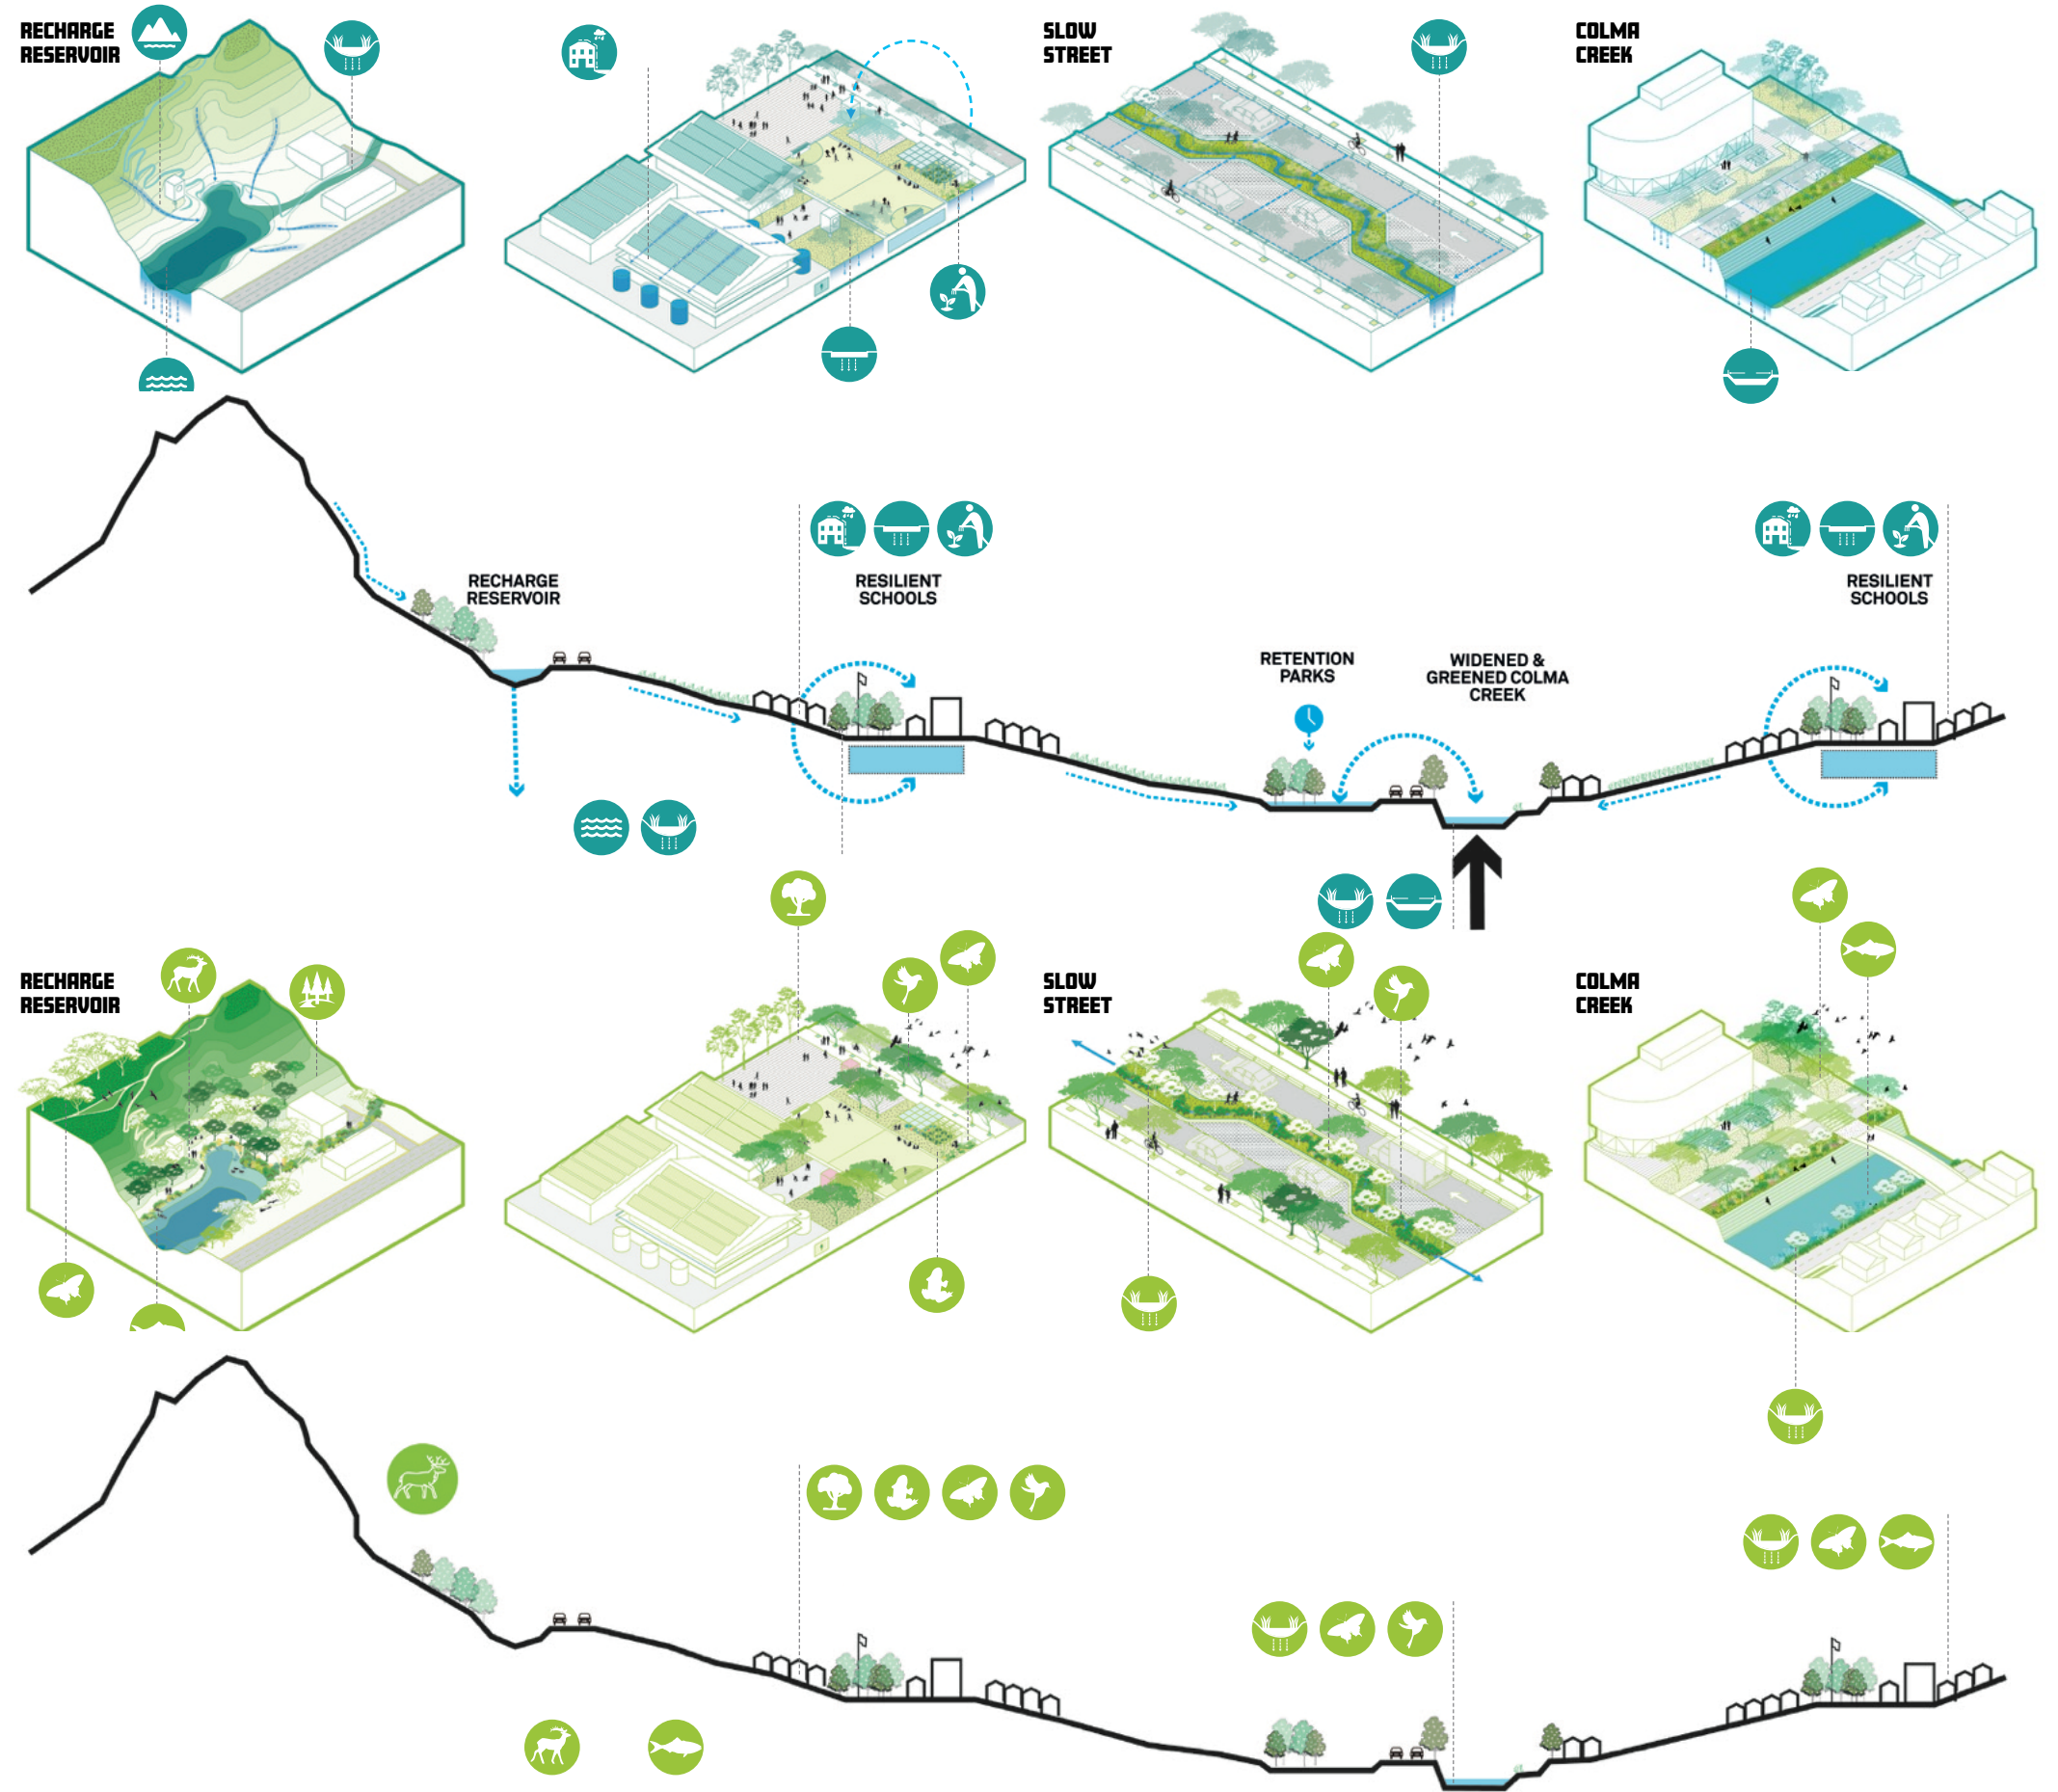 RECHARGE
RESERVOIR
SLOW
STREET
COLMA
CREEK
RECHARGE
RESERVOIR
RESILIENT
SCHOOLS
RESILIENT
SCHOOLS
RETENTION
PARKS
WIDENED &
GREENED COLMA
CREEK
RECHARGE
RESERVOIR
SLOW
STREET
COLMA
CREEK